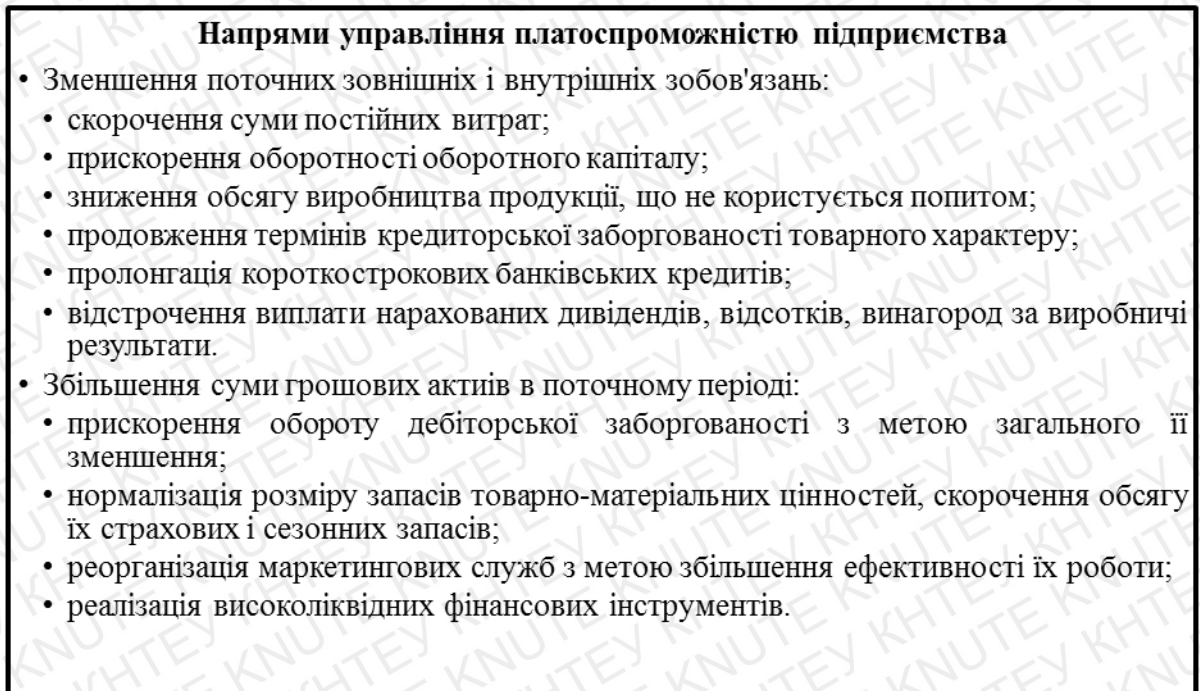 Напрями управління платоспроможністю підприємства
• Зменшення поточних зовнішніх і внутрішніх зобов'язань:
• скорочення суми постійних витрат;
• прискорення оборотності оборотного капіталу;
• зниження обсягу виробництва продукції, що не користується попитом;
• продовження термінів кредиторської заборгованості товарного характеру;
• пролонгація короткострокових банківських кредитів;
• відстрочення виплати нарахованих дивідендів, відсотків, винагород за виробничі
результати.
• Збільшення суми грошових актиів в поточному періоді:
• прискорення обороту дебіторської заборгованості з метою загального її
зменшення;
• нормалізація розміру запасів товарно-матеріальних цінностей, скорочення обсягу
їх страхових і сезонних запасів;
• реорганізація маркетингових служб з метою збільшення ефективності їх роботи;
• реалізація високоліквідних фінансових інструментів.